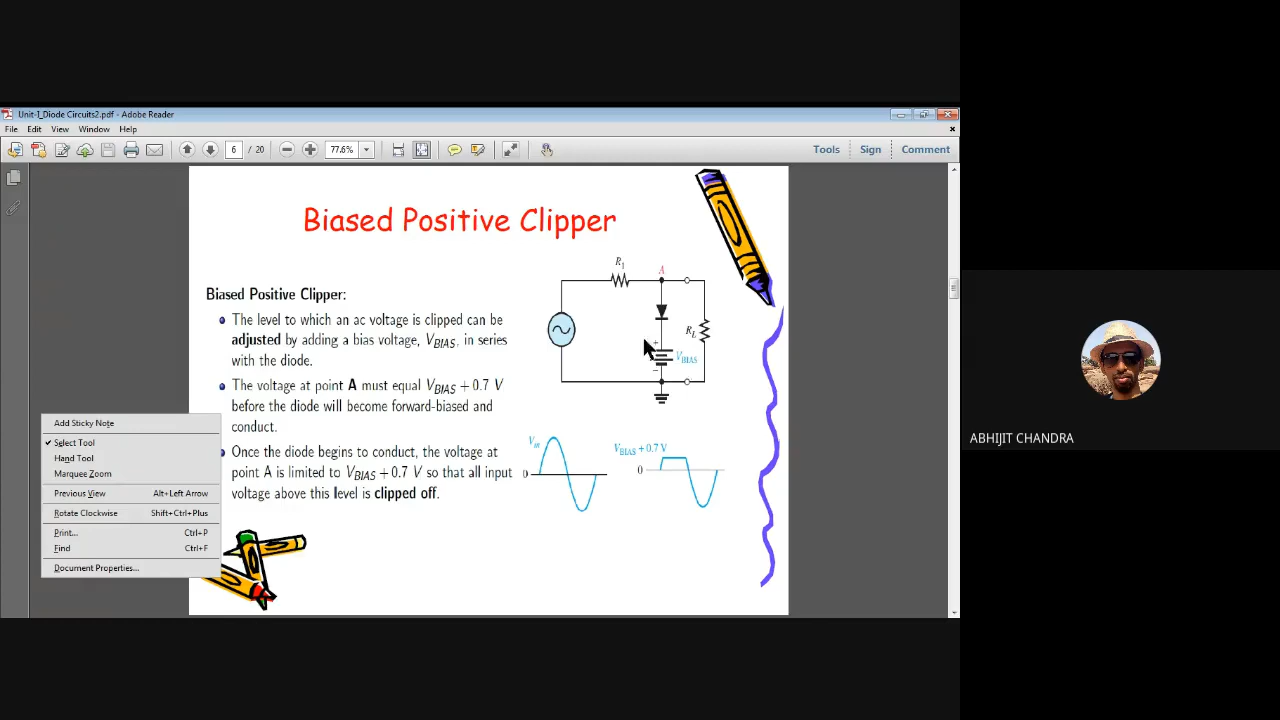 Unit-I_Diode Circuits2.pdf - Adobe Reader
File Edit View Window Help
6 / 20 77.6% Tools Sign Comment
Biased Positive Clipper
Biased Positive Clipper:
The level to which an ac voltage is clipped can be
adjusted by adding a bias voltage, VBIAS, in series
with the diode.
The voltage at point A must equal VBIAS + 0.7 V
before the diode will become forward-biased and
conduct.
Once the diode begins to conduct, the voltage at
point A is limited to VBIAS + 0.7 V so that all input
voltage above this level is clipped off.
R1
A
RL
+
VBIAS
−
Vin
0
VBIAS + 0.7 V
0
Add Sticky Note
Select Tool
Hand Tool
Marquee Zoom
Previous View Alt+Left Arrow
Rotate Clockwise Shift+Ctrl+Plus
Print... Ctrl+P
Find Ctrl+F
Document Properties...
ABHIJIT CHANDRA